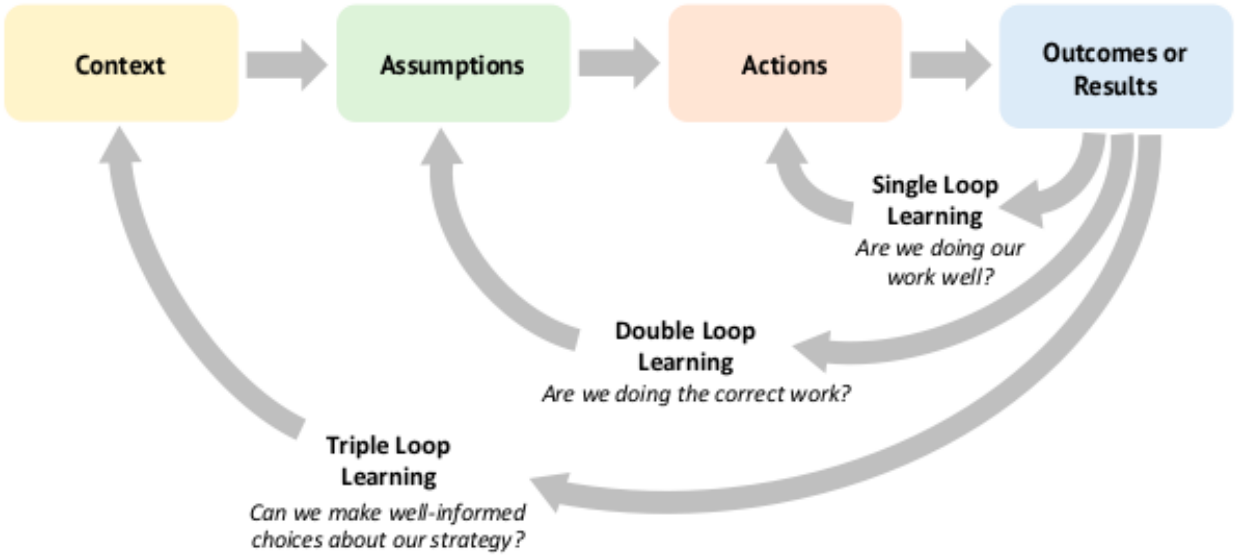 Context
Assumptions
Actions
Outcomes or
Results
Single Loop
Learning
Are we doing our
work well?
Double Loop
Learning
Are we doing the correct work?
Triple Loop
Learning
Can we make well-informed
choices about our strategy?